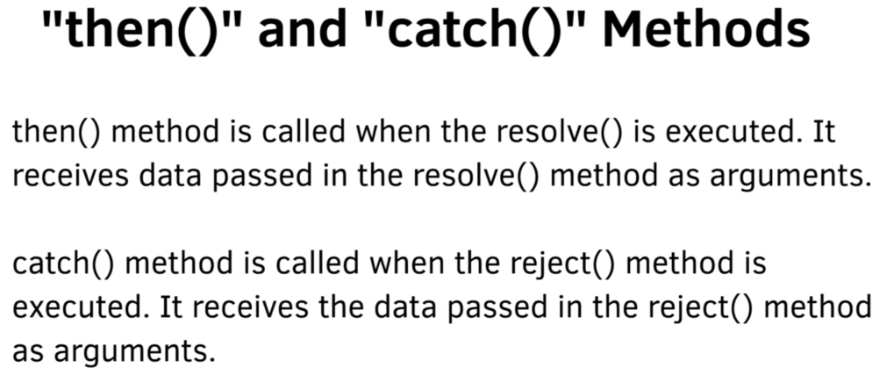 "then()" and "catch()" Methods
then() method is called when the resolve() is executed. It
receives data passed in the resolve() method as arguments.
catch() method is called when the reject() method is
executed. It receives the data passed in the reject() method
as arguments.